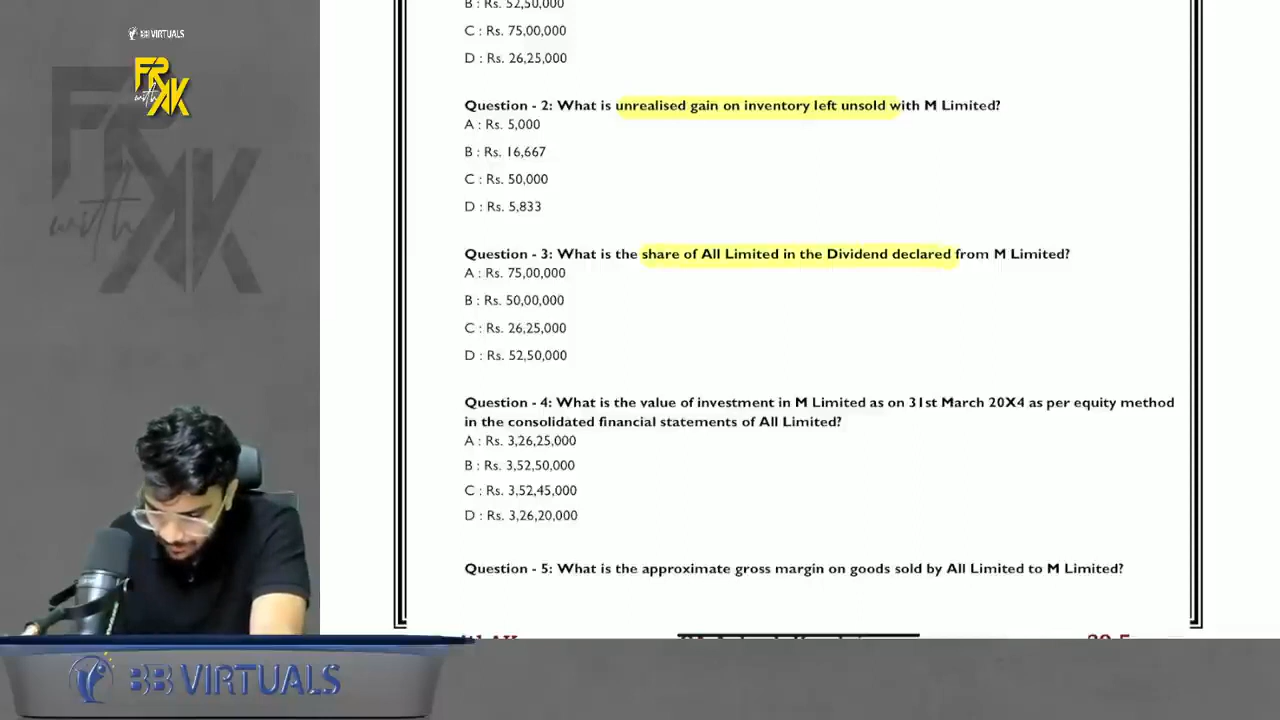 BB VIRTUALS
FR
with
AK
B : Rs. 52,50,000
C : Rs. 75,00,000
D : Rs. 26,25,000
Question - 2: What is unrealised gain on inventory left unsold with M Limited?
A : Rs. 5,000
B : Rs. 16,667
C : Rs. 50,000
D : Rs. 5,833
Question - 3: What is the share of All Limited in the Dividend declared from M Limited?
A : Rs. 75,00,000
B : Rs. 50,00,000
C : Rs. 26,25,000
D : Rs. 52,50,000
Question - 4: What is the value of investment in M Limited as on 31st March 20X4 as per equity method
in the consolidated financial statements of All Limited?
A : Rs. 3,26,25,000
B : Rs. 3,52,50,000
C : Rs. 3,52,45,000
D : Rs. 3,26,20,000
Question - 5: What is the approximate gross margin on goods sold by All Limited to M Limited?
BB VIRTUALS